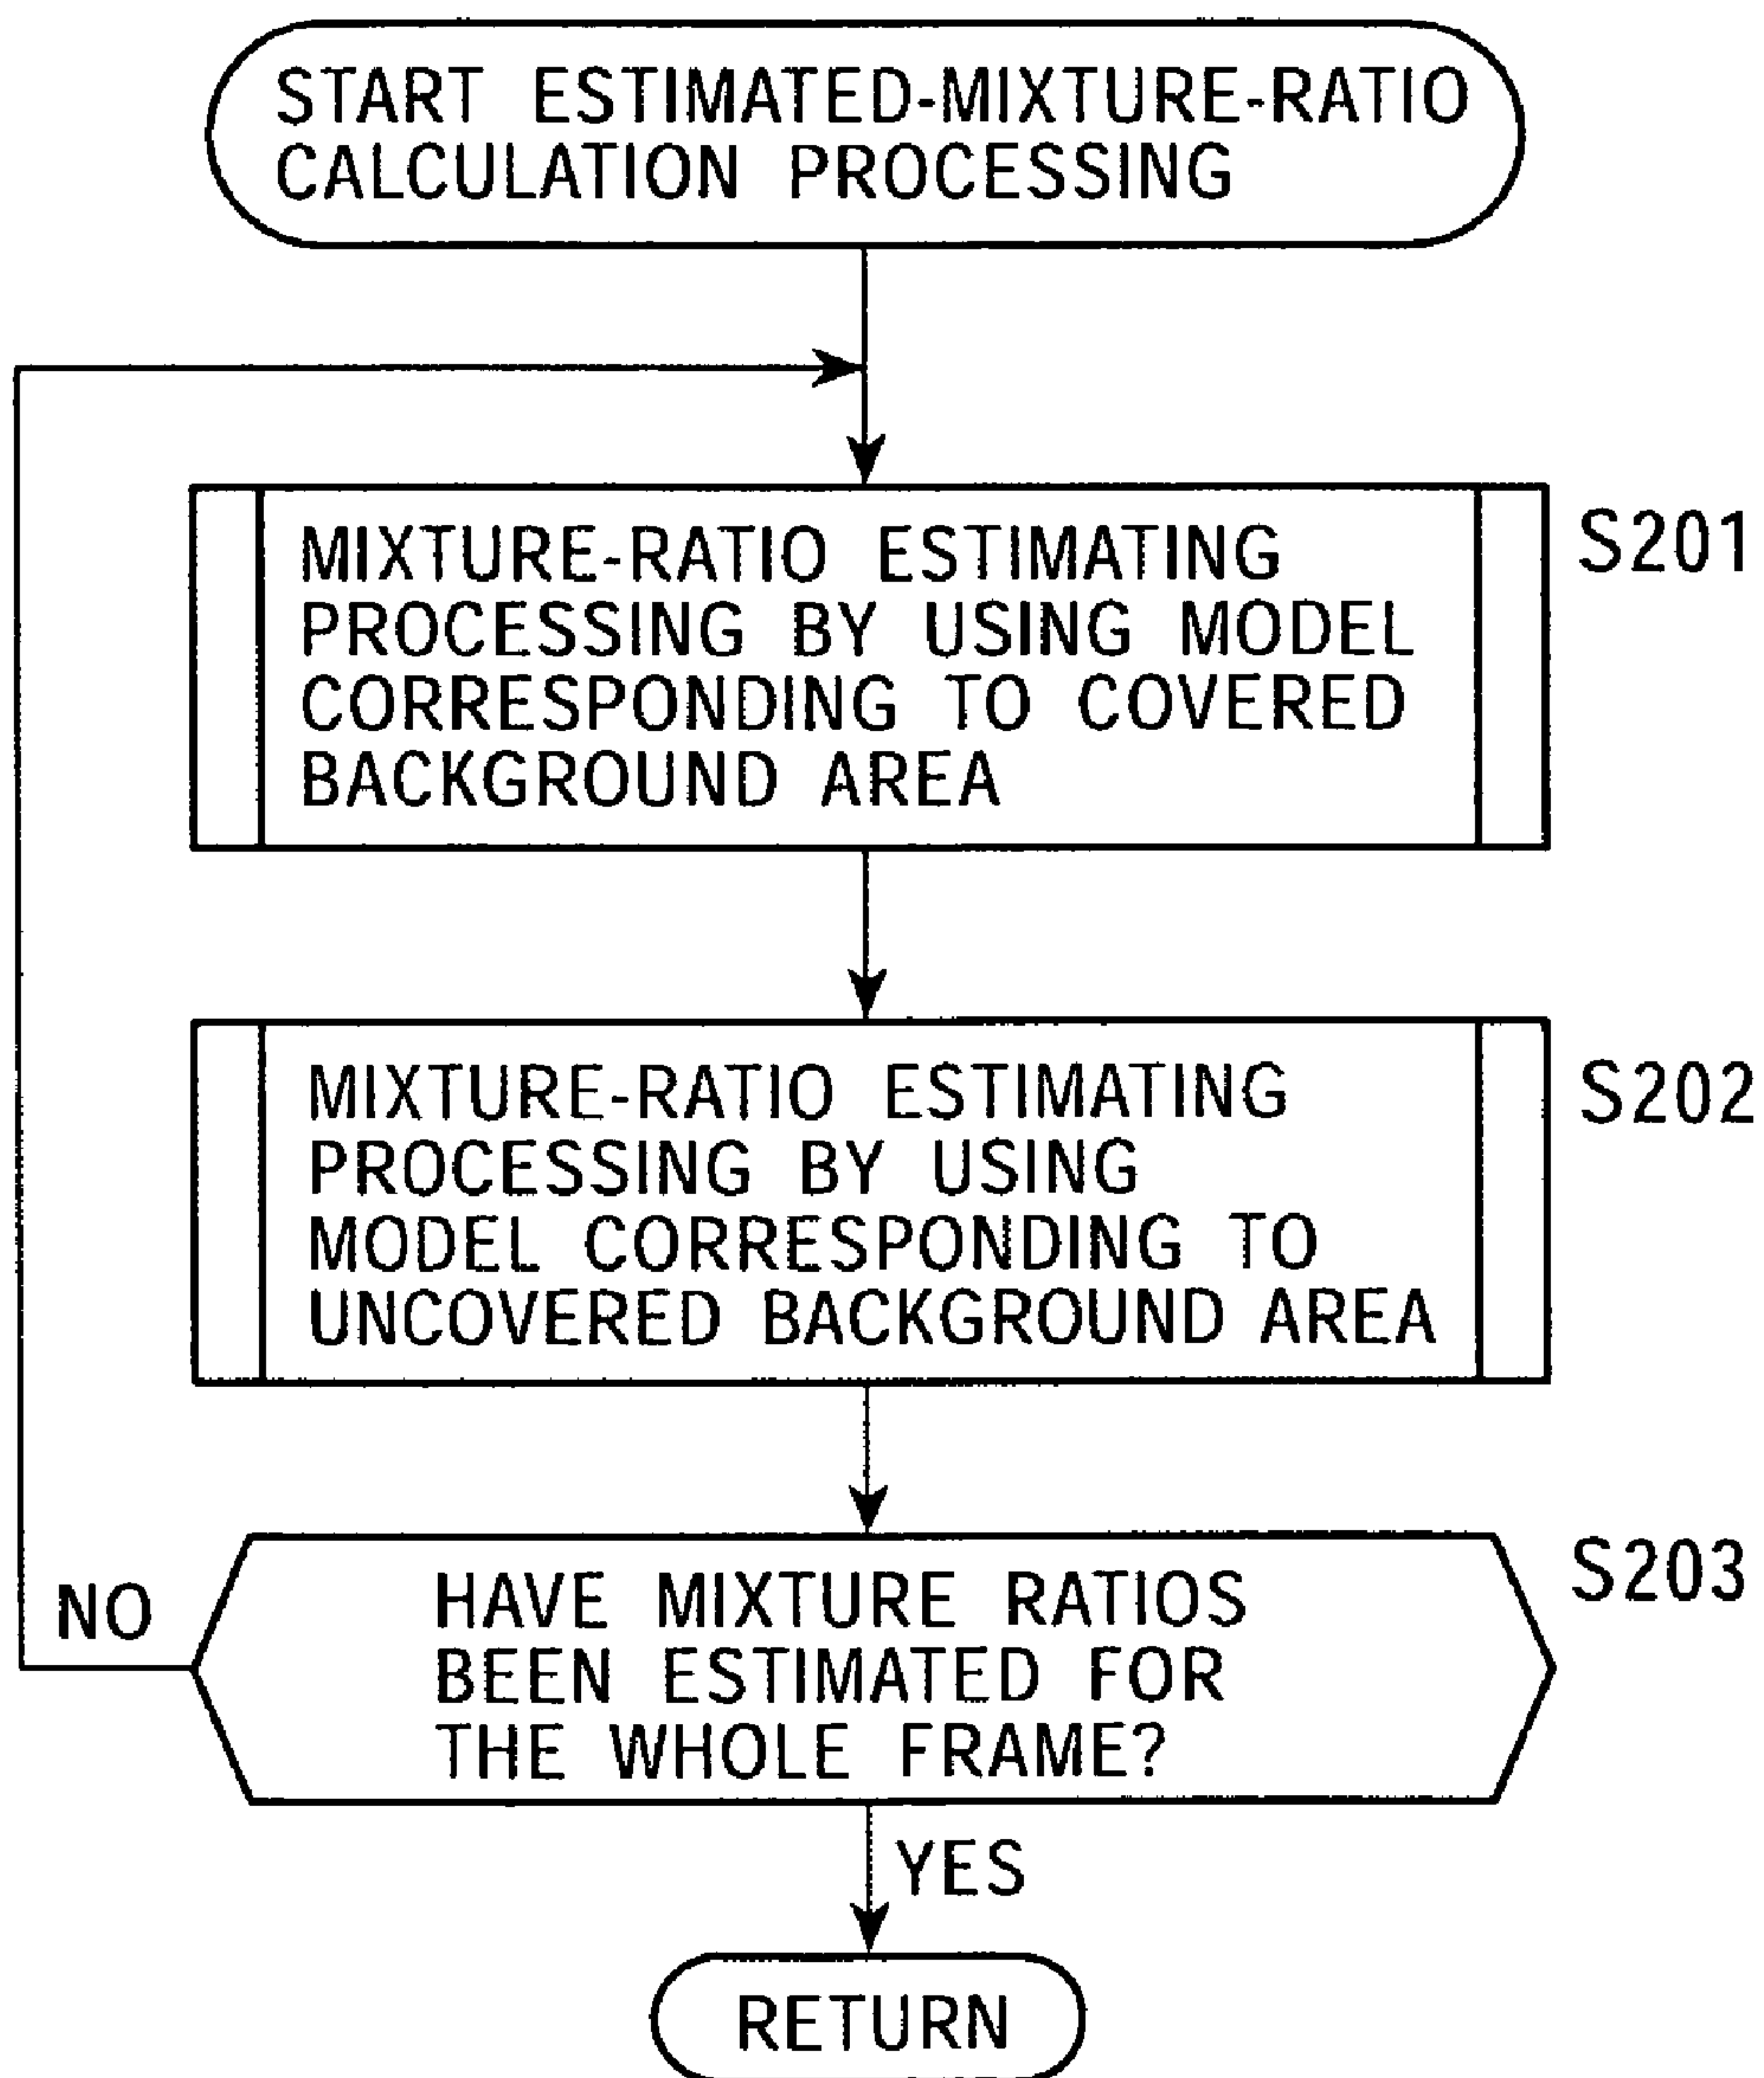 START ESTIMATED-MIXTURE-RATIO
CALCULATION PROCESSING
MIXTURE-RATIO ESTIMATING
PROCESSING BY USING MODEL
CORRESPONDING TO COVERED
BACKGROUND AREA
S201
MIXTURE-RATIO ESTIMATING
PROCESSING BY USING
MODEL CORRESPONDING TO
UNCOVERED BACKGROUND AREA
S202
HAVE MIXTURE RATIOS
BEEN ESTIMATED FOR
THE WHOLE FRAME?
S203
NO
YES
RETURN